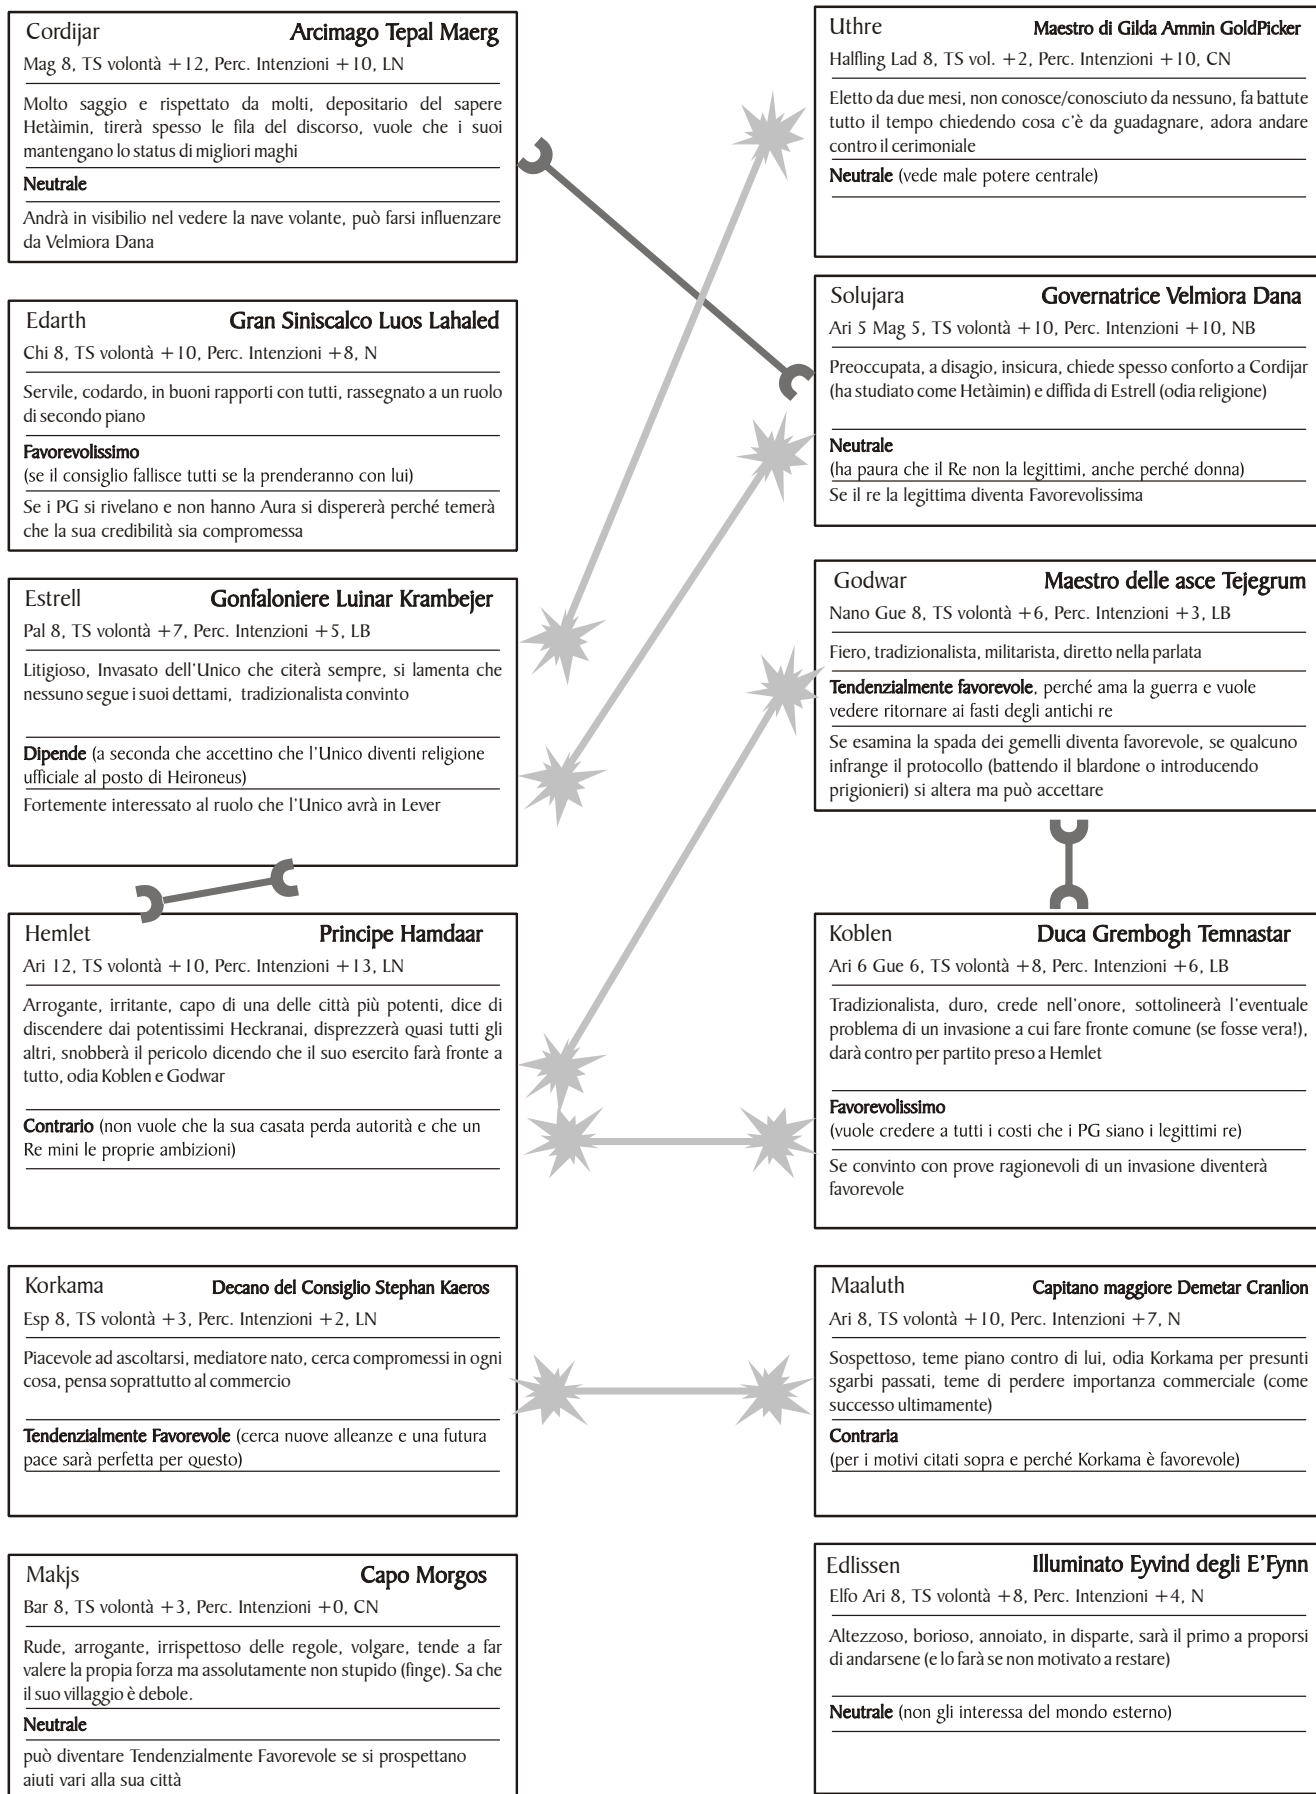 Cordijar Arcimago Tepal Maerg
Mag 8, TS volontà +12, Perc. Intenzioni +10, LN
Molto saggio e rispettato da molti, depositario del sapere
Hetàimin, tirerà spesso le fila del discorso, vuole che i suoi
mantengano lo status di migliori maghi
Neutrale
Andrà in visibilio nel vedere la nave volante, può farsi influenzare
da Velmiora Dana
Edarth Gran Siniscalco Luos Lahaled
Chi 8, TS volontà +10, Perc. Intenzioni +8, N
Servile, codardo, in buoni rapporti con tutti, rassegnato a un ruolo
di secondo piano
Favorevolissimo
(se il consiglio fallisce tutti se la prenderanno con lui)
Se i PG si rivelano e non hanno Aura si dispererà perché temerà
che la sua credibilità sia compromessa
Estrell Gonfaloniere Luinar Krambejer
Pal 8, TS volontà +7, Perc. Intenzioni +5, LB
Litigioso, Invasato dell'Unico che citerà sempre, si lamenta che
nessuno segue i suoi dettami, tradizionalista convinto
Dipende (a seconda che accettino che l'Unico diventi religione
ufficiale al posto di Heironeus)
Fortemente interessato al ruolo che l'Unico avrà in Lever
Hemlet Principe Hamdaar
Ari 12, TS volontà +10, Perc. Intenzioni +13, LN
Arrogante, irritante, capo di una delle città più potenti, dice di
discendere dai potentissimi Heckranai, disprezzerà quasi tutti gli
altri, snobberà il pericolo dicendo che il suo esercito farà fronte a
tutto, odia Koblen e Godwar
Contrario (non vuole che la sua casata perda autorità e che un
Re mini le proprie ambizioni)
Korkama Decano del Consiglio Stephan Kaeros
Esp 8, TS volontà +3, Perc. Intenzioni +2, LN
Piacevole ad ascoltarsi, mediatore nato, cerca compromessi in ogni
cosa, pensa soprattutto al commercio
Tendenzialmente Favorevole (cerca nuove alleanze e una futura
pace sarà perfetta per questo)
Makjs Capo Morgos
Bar 8, TS volontà +3, Perc. Intenzioni +0, CN
Rude, arrogante, irrispettoso delle regole, volgare, tende a far
valere la propria forza ma assolutamente non stupido (finge). Sa che
il suo villaggio è debole.
Neutrale
può diventare Tendenzialmente Favorevole se si prospettano
aiuti vari alla sua città
Uthre Maestro di Gilda Ammin GoldPicker
Halfling Lad 8, TS vol. +2, Perc. Intenzioni +10, CN
Eletto da due mesi, non conosce/conosciuto da nessuno, fa battute
tutto il tempo chiedendo cosa c'è da guadagnare, adora andare
contro il cerimoniale
Neutrale (vede male potere centrale)
Solujara Governatrice Velmiora Dana
Ari 5 Mag 5, TS volontà +10, Perc. Intenzioni +10, NB
Preoccupata, a disagio, insicura, chiede spesso conforto a Cordijar
(ha studiato come Hetàimin) e diffida di Estrell (odia religione)
Neutrale
(ha paura che il Re non la legittimi, anche perché donna)
Se il re la legittima diventa Favorevolissima
Godwar Maestro delle asce Tejegrum
Nano Gue 8, TS volontà +6, Perc. Intenzioni +3, LB
Fiero, tradizionalista, militarista, diretto nella parlata
Tendenzialmente favorevole, perché ama la guerra e vuole
vedere ritornare ai fasti degli antichi re
Se esamina la spada dei gemelli diventa favorevole, se qualcuno
infrange il protocollo (battendo il blardone o introducendo
prigionieri) si altera ma può accettare
Koblen Duca Grembogh Temnastar
Ari 6 Gue 6, TS volontà +8, Perc. Intenzioni +6, LB
Tradizionalista, duro, crede nell'onore, sottolineerà l'eventuale
problema di un invasione a cui fare fronte comune (se fosse vera!),
darà contro per partito preso a Hemlet
Favorevolissimo
(vuole credere a tutti i costi che i PG siano i legittimi re)
Se convinto con prove ragionevoli di un invasione diventerà
favorevole
Maaluth Capitano maggiore Demetar Cranlion
Ari 8, TS volontà +10, Perc. Intenzioni +7, N
Sospettoso, teme piano contro di lui, odia Korkama per presunti
sgarbi passati, teme di perdere importanza commerciale (come
successo ultimamente)
Contraria
(per i motivi citati sopra e perché Korkama è favorevole)
Edlissen Illuminato Eyvind degli E'Fynn
Elfo Ari 8, TS volontà +8, Perc. Intenzioni +4, N
Altezzoso, borioso, annoiato, in disparte, sarà il primo a proporsi
di andarsene (e lo farà se non motivato a restare)
Neutrale (non gli interessa del mondo esterno)